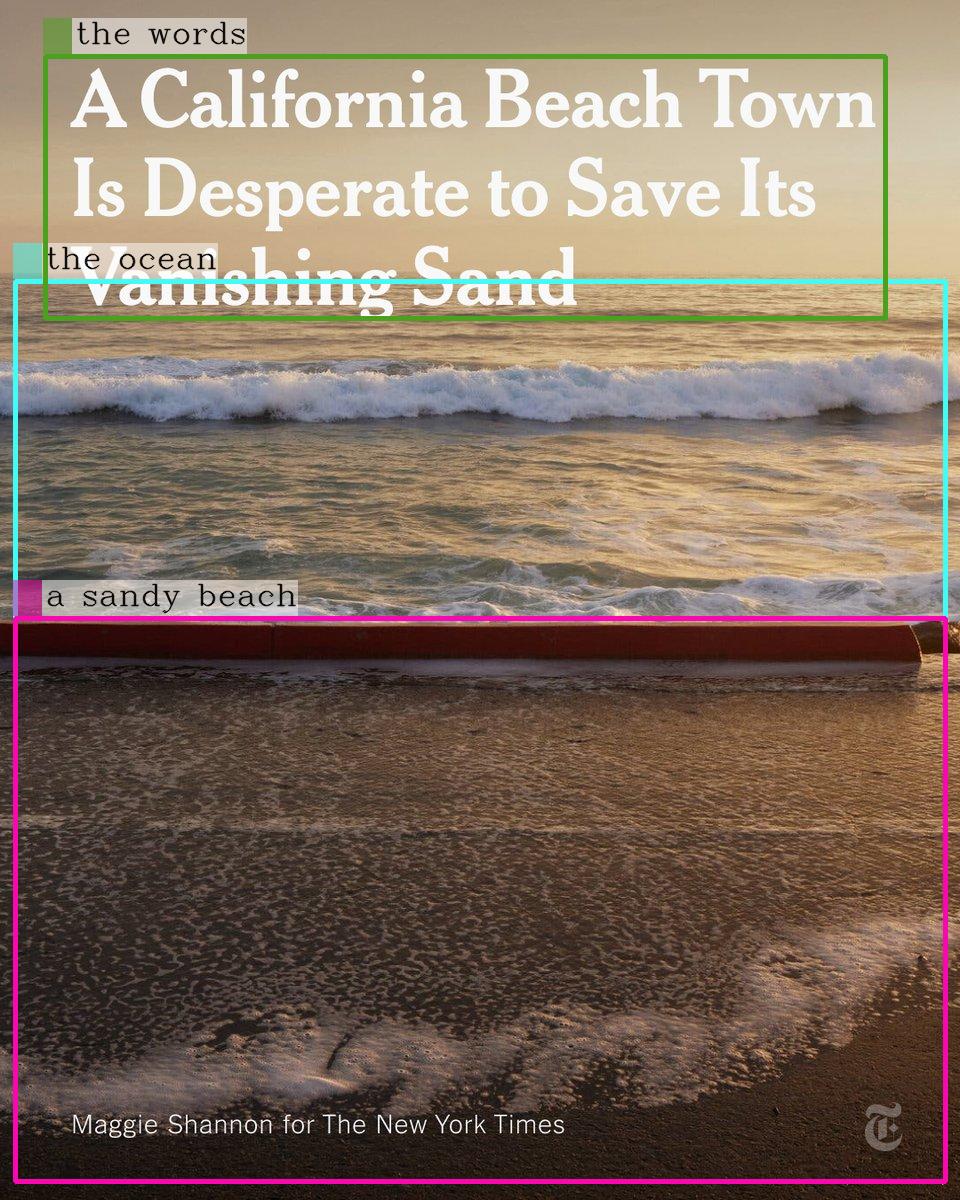 the words
A California Beach Town
Is Desperate to Save Its
the ocean
Vanishing Sand
a sandy beach
Maggie Shannon for The New York Times
T